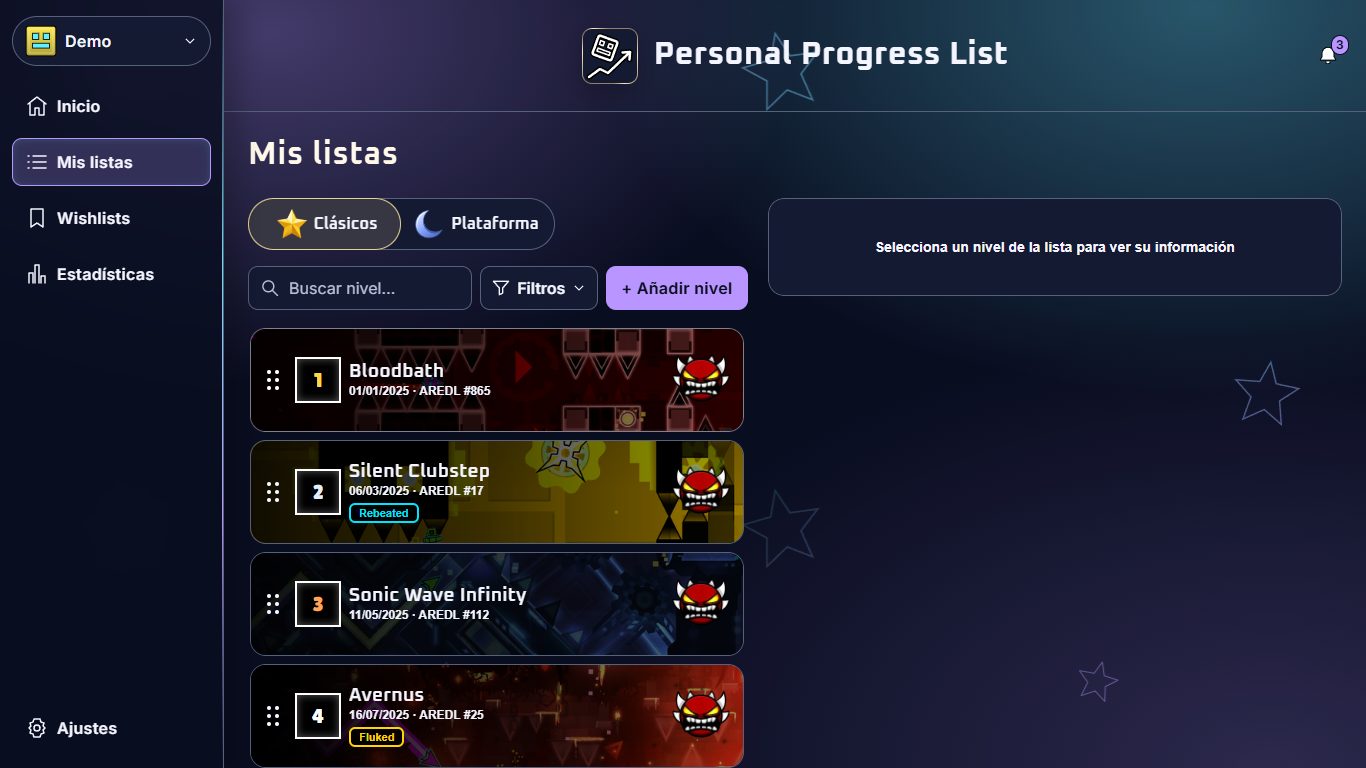 Demo
Inicio
Mis listas
Wishlists
Estadísticas
Ajustes
Personal Progress List
3
Mis listas
Clásicos
Plataforma
Buscar nivel...
Filtros
+ Añadir nivel
1
Bloodbath
01/01/2025 · AREDL #865
2
Silent Clubstep
06/03/2025 · AREDL #17
Rebeated
3
Sonic Wave Infinity
11/05/2025 · AREDL #112
4
Avernus
16/07/2025 · AREDL #25
Fluked
Selecciona un nivel de la lista para ver su información